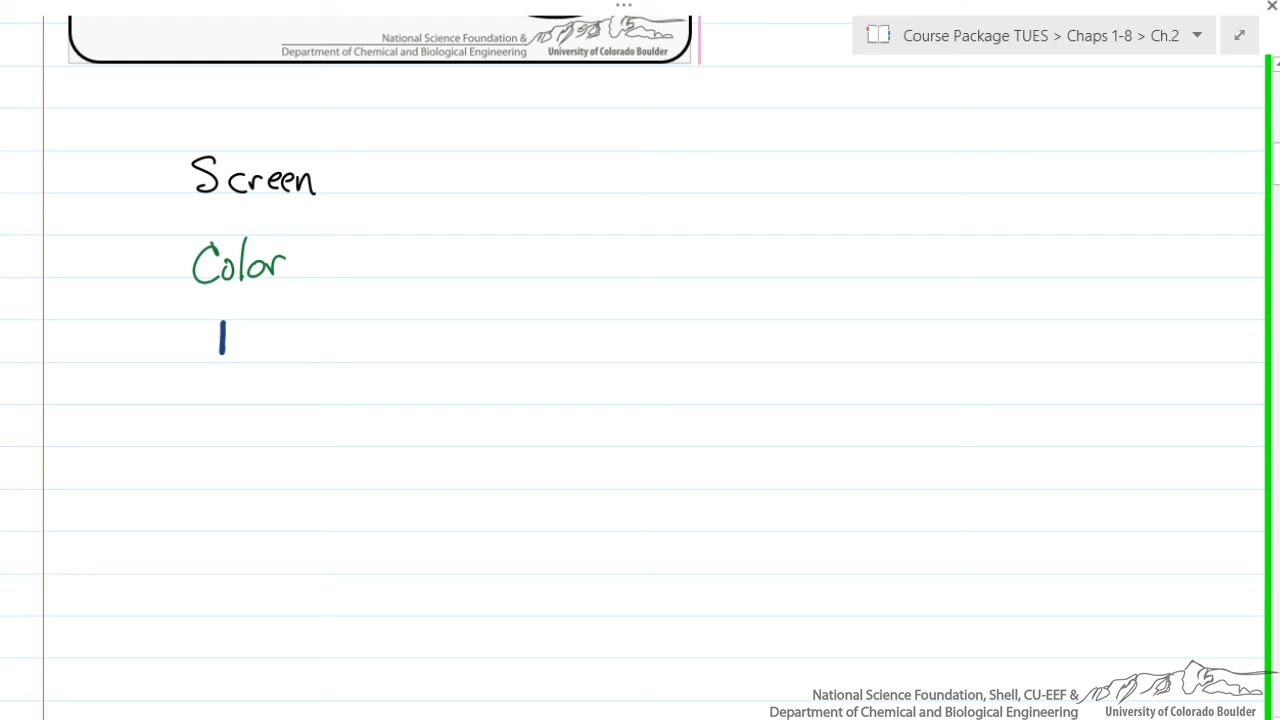 National Science Foundation &
Department of Chemical and Biological Engineering University of Colorado Boulder
Course Package TUES > Chaps 1-8 > Ch.2
Screen
Color
National Science Foundation, Shell, CU-EEF &
Department of Chemical and Biological Engineering University of Colorado Boulder